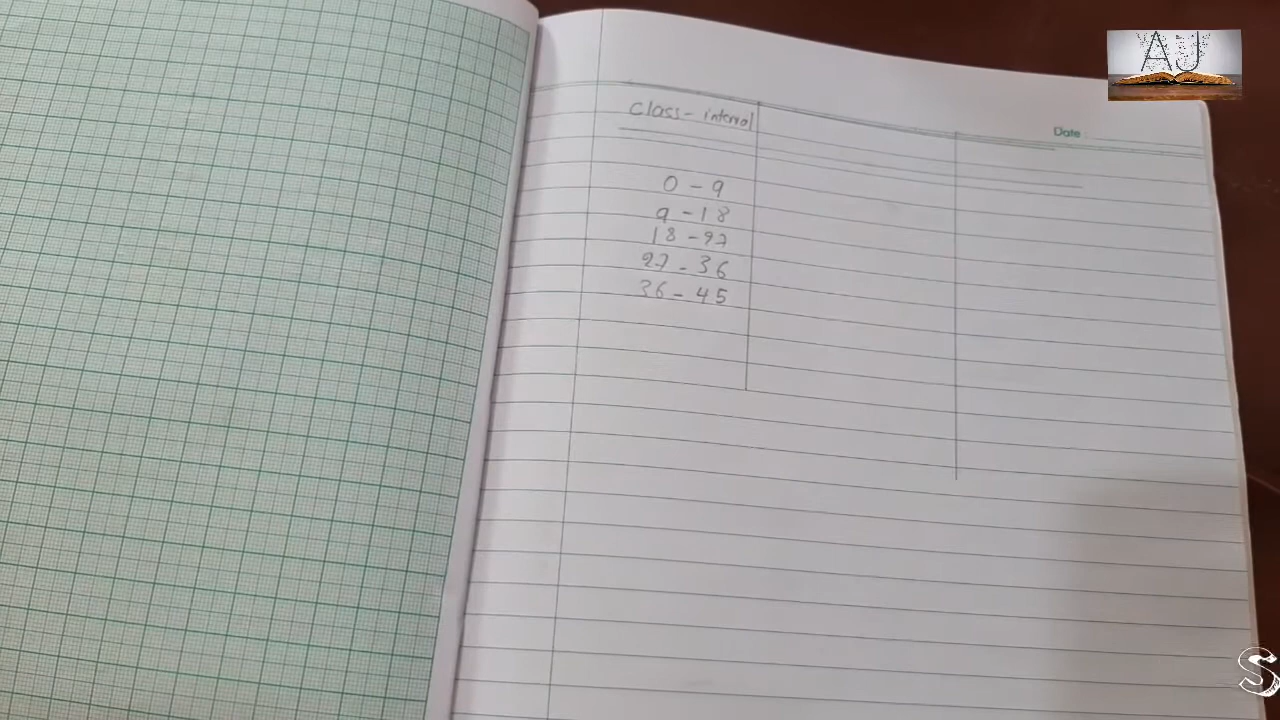 AJ
Date
Class - interval
0 - 9
9 - 18
18 - 27
27 - 36
36 - 45
S